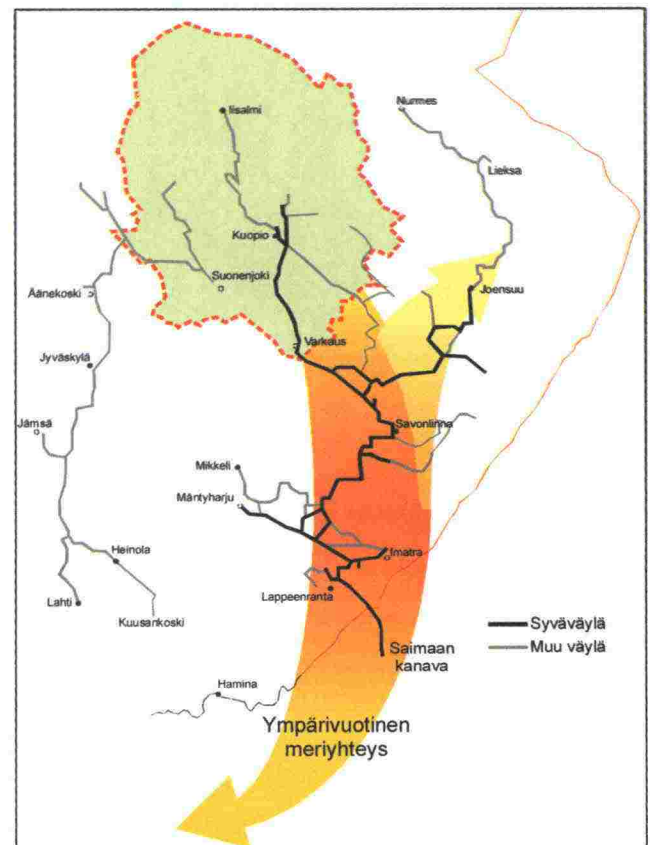 Nurmes
Iisalmi
Lieksa
Kuopio
Suonenjoki
Äänekoski
Joensuu
Varkaus
Jyväskylä
Jämsä
Savonlinna
Mikkeli
Mäntyharju
Heinola
Imatra
Lappeenranta
Lahti
Kuusankoski
Syväväylä
Muu väylä
Saimaan
kanava
Hamina
Ympärivuotinen
meriyhteys